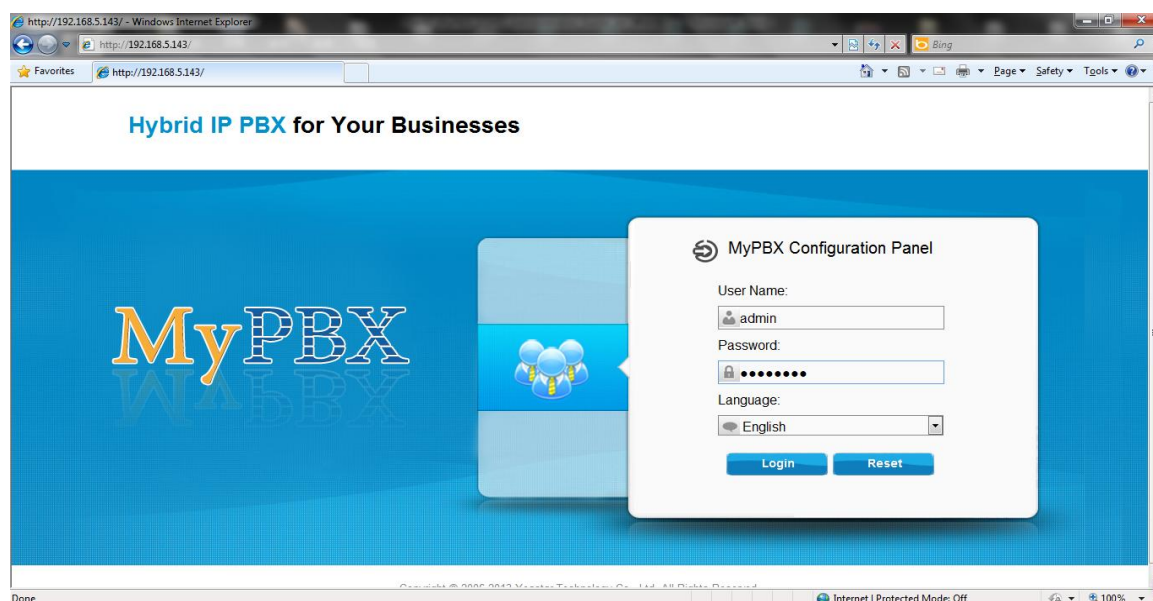 http://192.168.5.143/ - Windows Internet Explorer
http://192.168.5.143/
Bing
Favorites
http://192.168.5.143/
Page Safety Tools
Hybrid IP PBX for Your Businesses
MyPBX Configuration Panel
User Name:
admin
Password:
••••••••
Language:
English
Login Reset
MyPBX
Done
Internet | Protected Mode: Off
100%